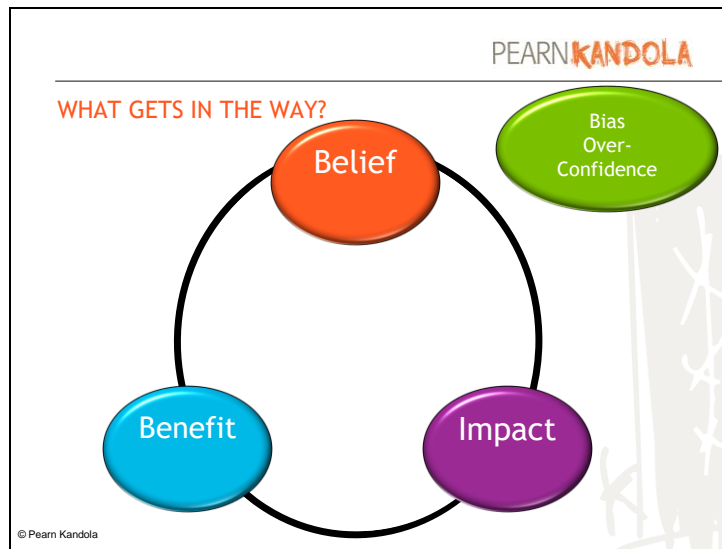 PEARN KANDOLA
WHAT GETS IN THE WAY?
Bias
Over-
Confidence
Belief
Benefit
Impact
© Pearn Kandola